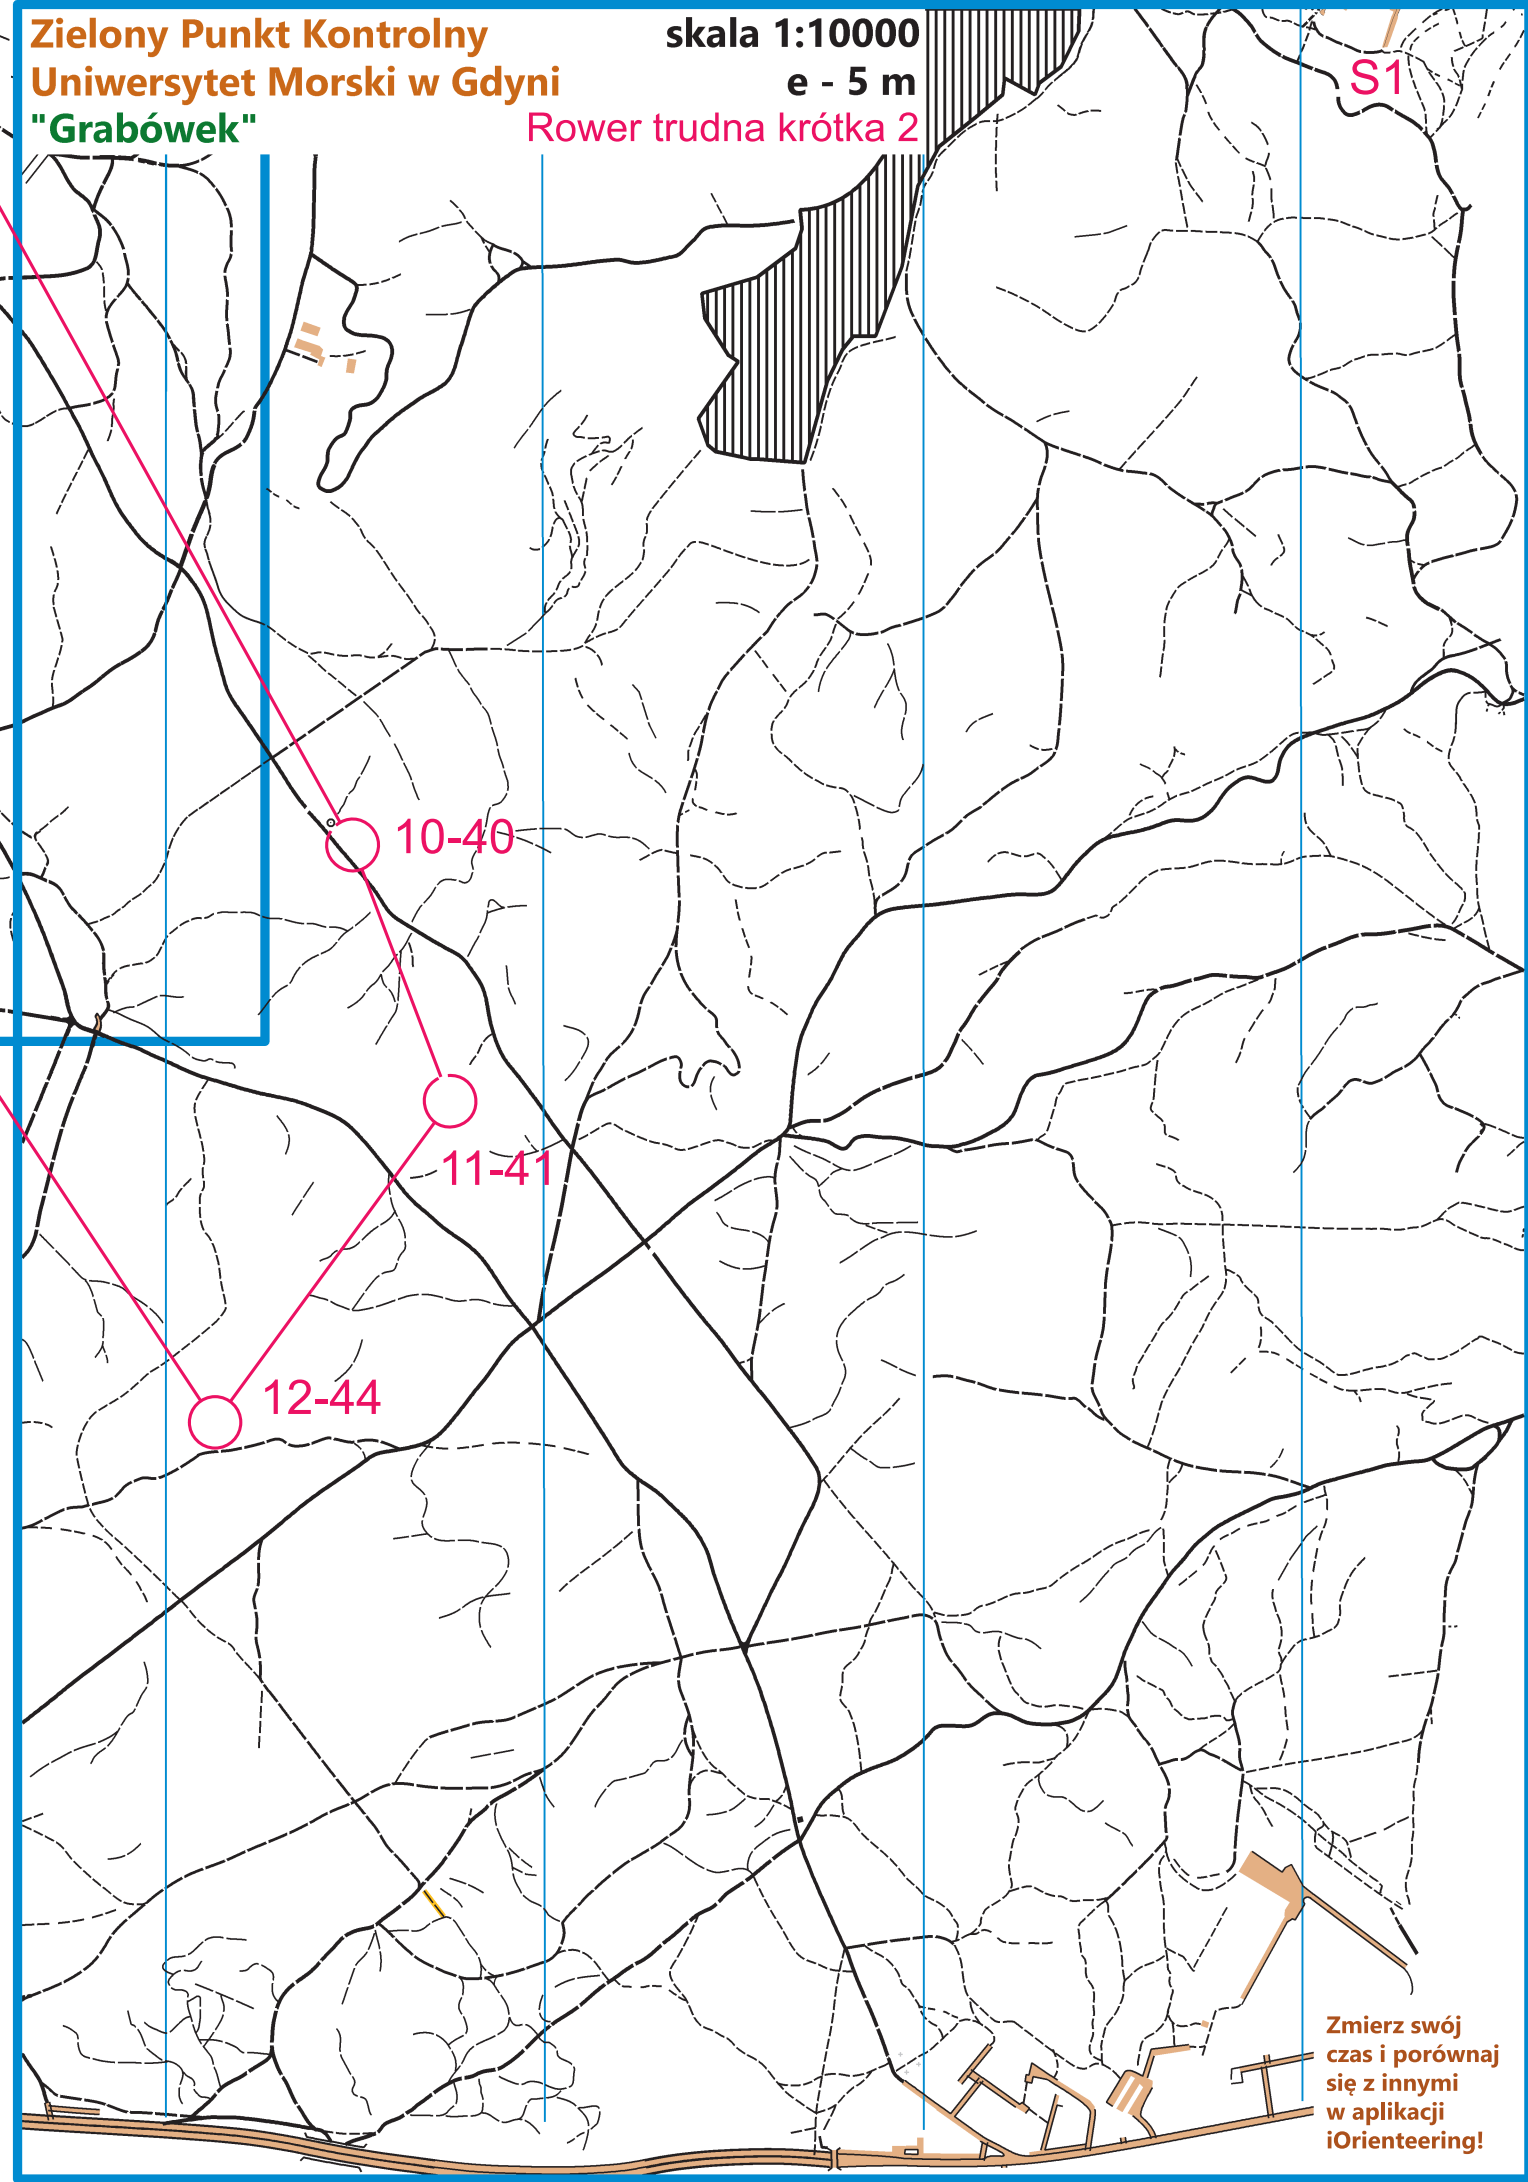 Zielony Punkt Kontrolny
Uniwersytet Morski w Gdyni
"Grabówek"
skala 1:10000
e - 5 m
Rower trudna krótka 2
S1
10-40
11-41
12-44
Zmierz swój
czas i porównaj
się z innymi
w aplikacji
iOrienteering!